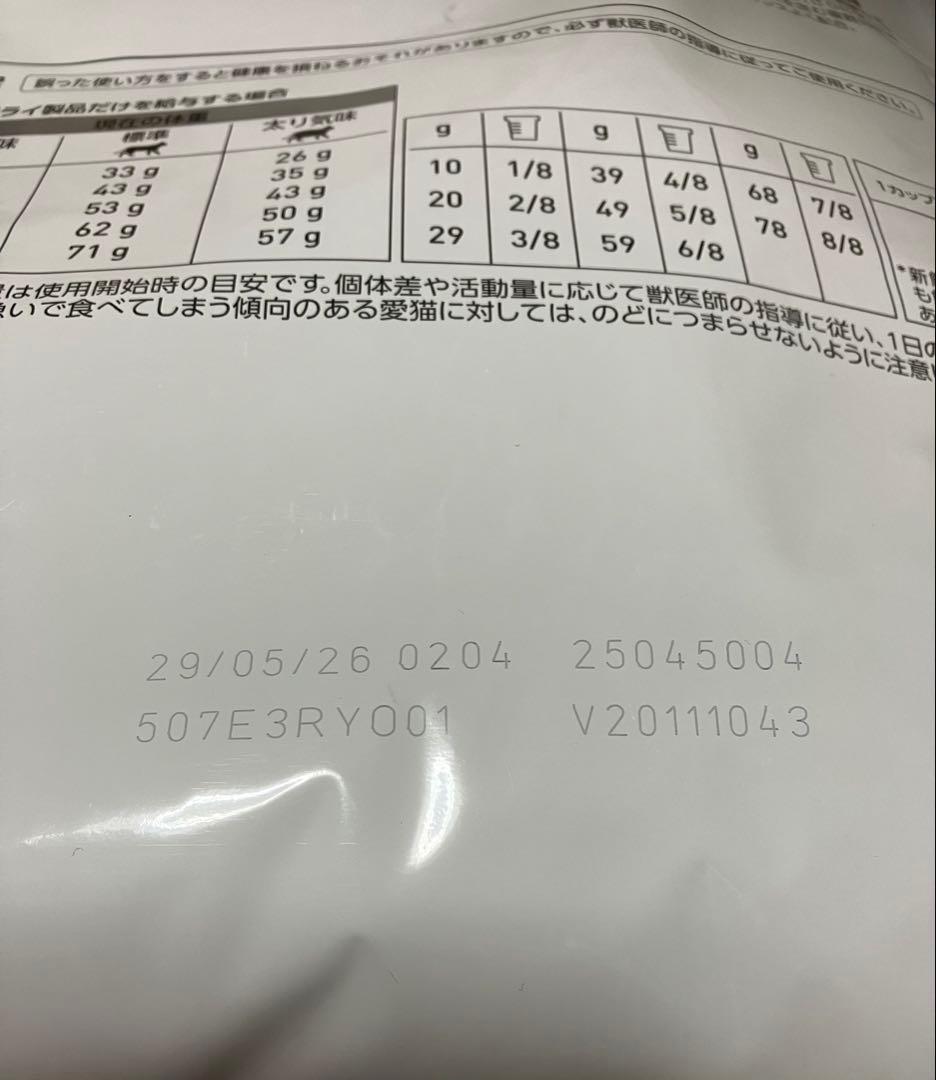 誤った使い方をすると健康を損ねるおそれがありますので、必ず獣医師の指導に従ってご使用ください。
ライ製品だけを給与する場合
現在の体重
味 標準 太り気味
33 g 26 g
43 g 35 g
53 g 43 g
62 g 50 g
71 g 57 g
g g g
10 1/8 39 4/8 68 7/8
20 2/8 49 5/8 78 8/8
29 3/8 59 6/8
1カップ
*新
も
あ
は使用開始時の目安です。個体差や活動量に応じて獣医師の指導に従い、1日の
いで食べてしまう傾向のある愛猫に対しては、のどにつまらせないように注意
29/05/26 0204 25045004
507E3RY001 V20111043